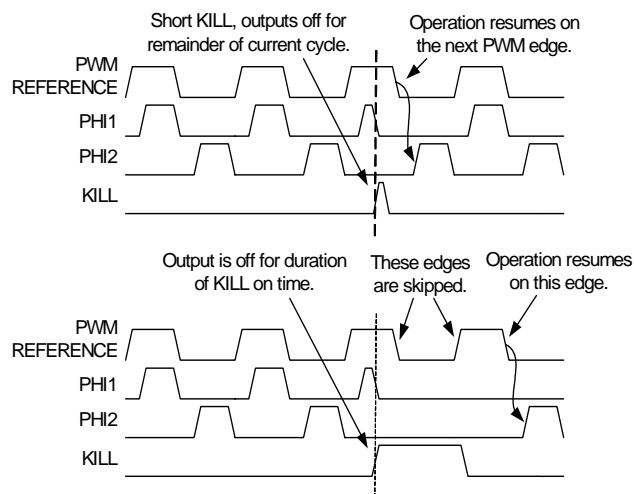 Short KILL, outputs off for
remainder of current cycle.
Operation resumes on
the next PWM edge.
PWM
REFERENCE
PHI1
PHI2
KILL
Output is off for duration
of KILL on time.
These edges
are skipped.
Operation resumes
on this edge.
PWM
REFERENCE
PHI1
PHI2
KILL